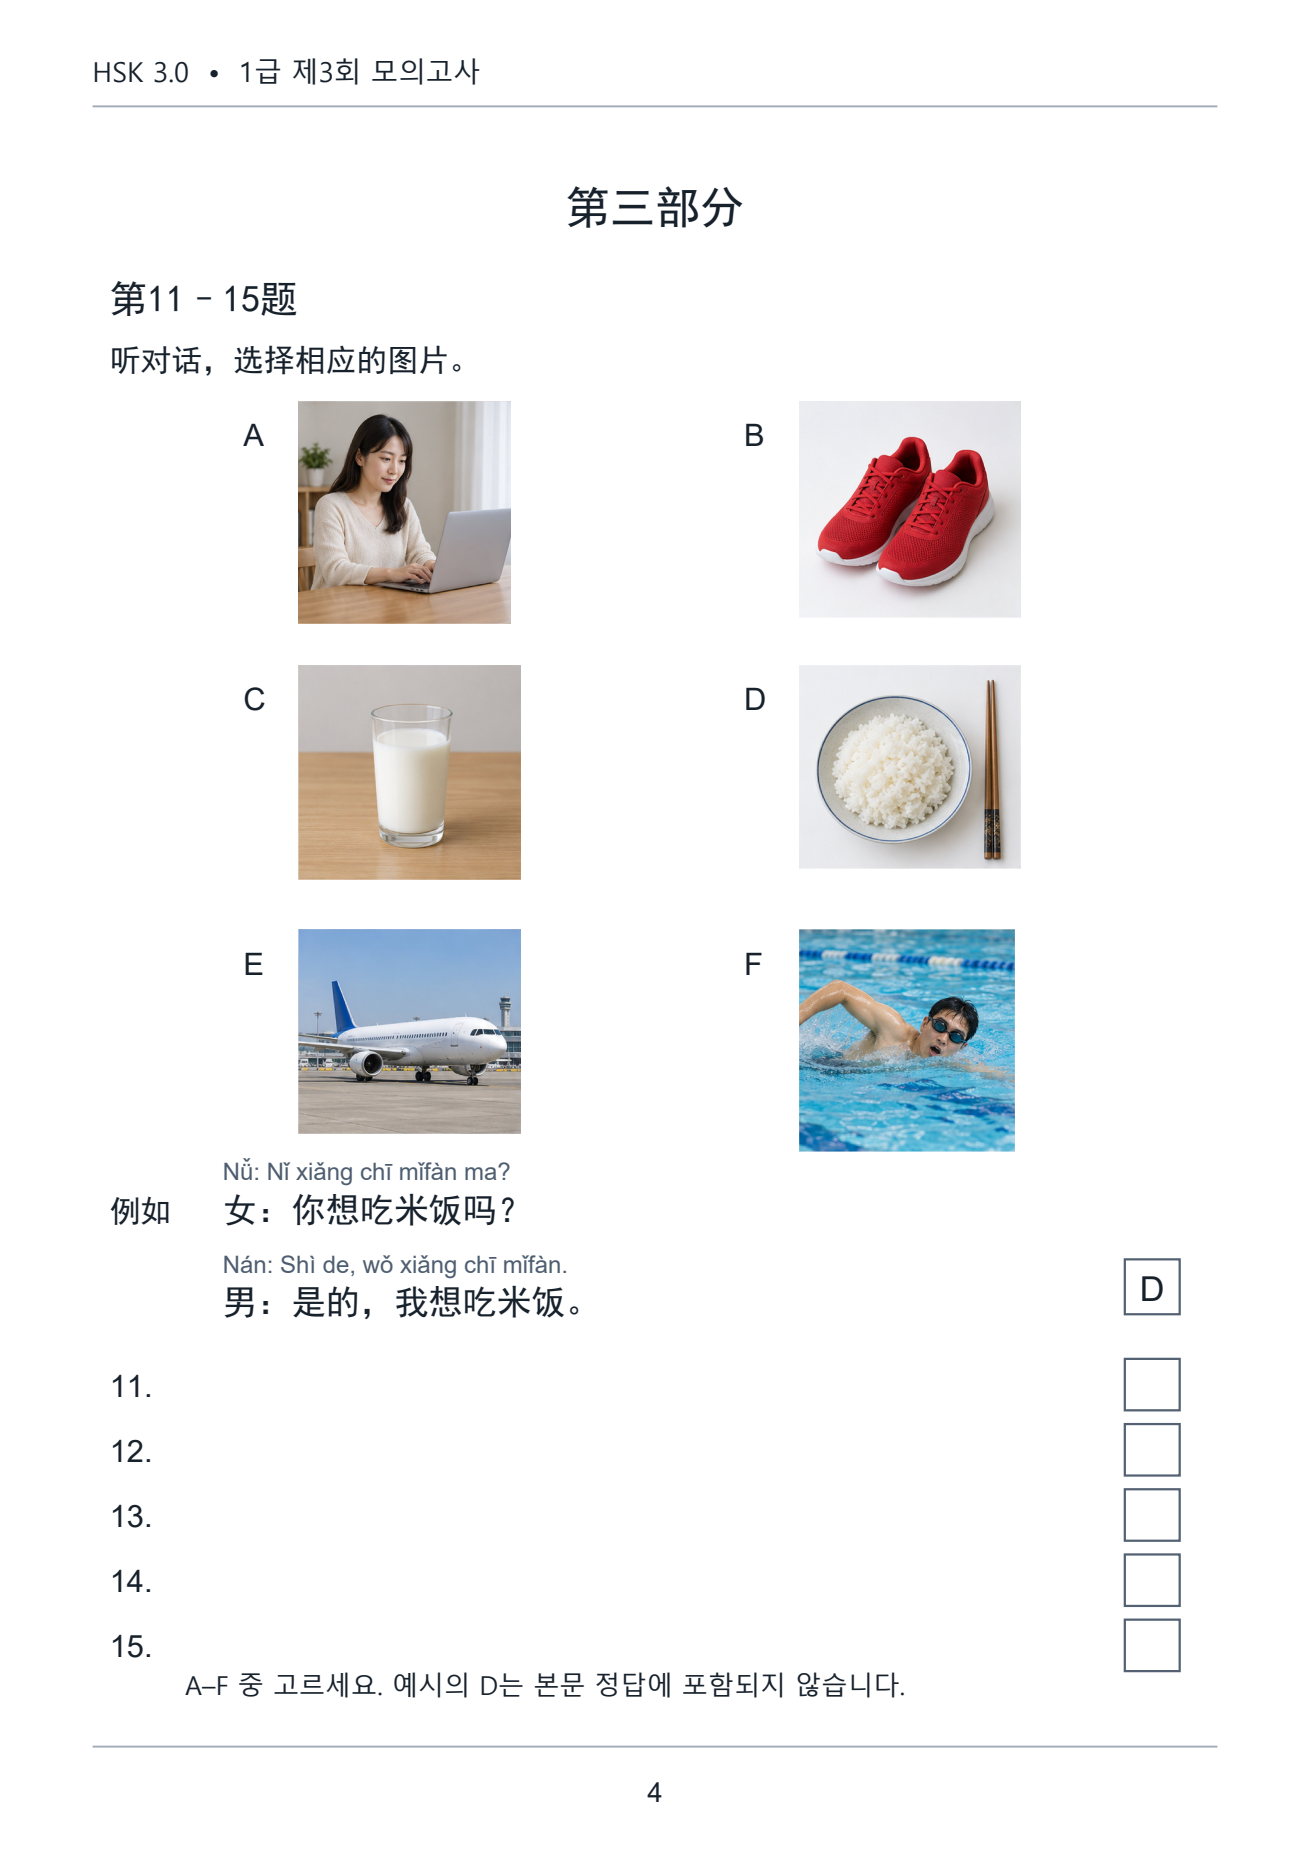 HSK 3.0 • 1급 제3회 모의고사
第三部分
第11－15题
听对话，选择相应的图片。
A
B
C
D
E
F
Nǚ: Nǐ xiǎng chī mǐfàn ma?
例如 女：你想吃米饭吗？
Nán: Shì de, wǒ xiǎng chī mǐfàn.
男：是的，我想吃米饭。
D
11.
12.
13.
14.
15.
A–F 중 고르세요. 예시의 D는 본문 정답에 포함되지 않습니다.
4